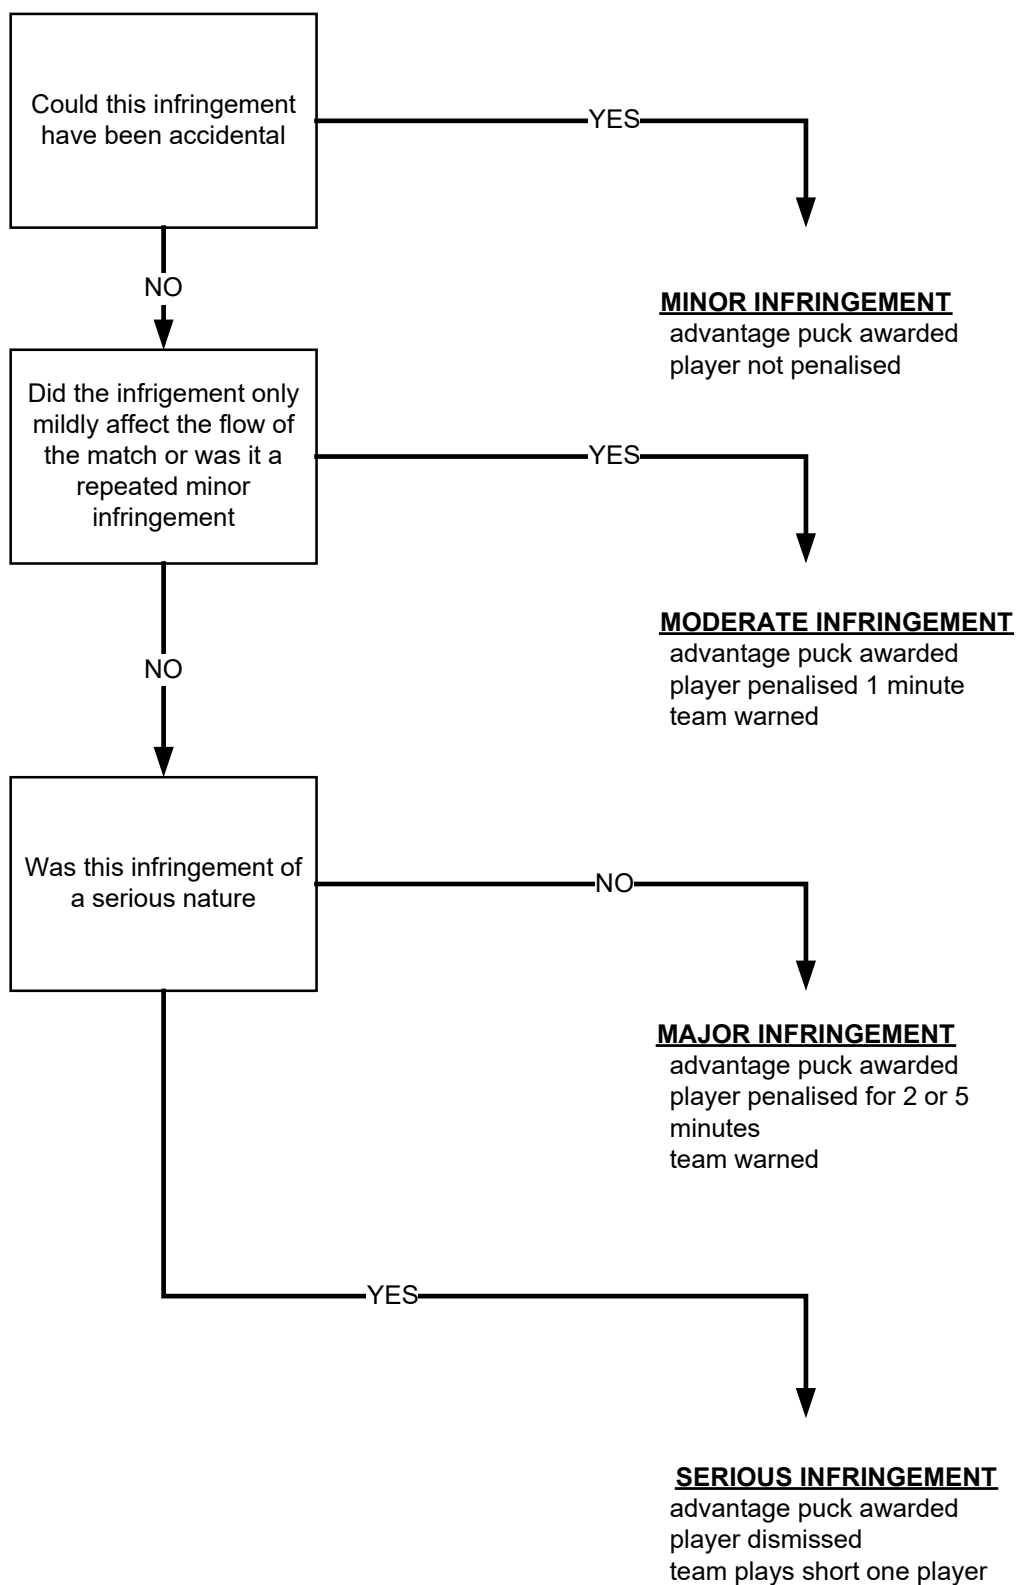 Could this infringement
have been accidental
YES
NO
MINOR INFRINGEMENT
advantage puck awarded
player not penalised
Did the infrigement only
mildly affect the flow of
the match or was it a
repeated minor
infringement
YES
NO
MODERATE INFRINGEMENT
advantage puck awarded
player penalised 1 minute
team warned
Was this infringement of
a serious nature
NO
MAJOR INFRINGEMENT
advantage puck awarded
player penalised for 2 or 5
minutes
team warned
YES
SERIOUS INFRINGEMENT
advantage puck awarded
player dismissed
team plays short one player